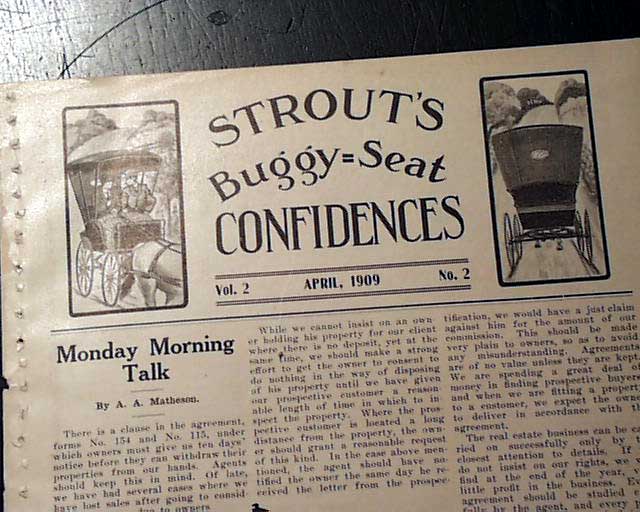 STROUT'S
Buggy=Seat
CONFIDENCES
Vol. 2 APRIL, 1909 No. 2
Monday Morning
Talk
By A. A. Matheson.
There is a clause in the agreement,
forms No. 154 and No. 115, under
which owners must give us ten days'
notice before they can withdraw their
properties from our hands. Agents
should keep this in mind. Of late,
we have had several cases where we
have lost sales after going to consid-
to owners
While we cannot insist on an own-
er holding his property for our client
where there is no deposit, yet at the
same time, we should make a strong
effort to get the owner to consent to
do nothing in the way of disposing
of his property until we have given
our prospective customer a reason-
able length of time in which to in-
spect the property. Where the pros-
pective customer is located a long
distance from the property, the own-
er should grant a reasonable request
of this kind. In the case above men-
tioned, the agent should have no-
tified the owner the same day he re-
ceived the letter from the prospec-
tification, we would have a just claim
against him for the amount of our
commission. This should be made
very plain to owners, so as to avoid
any misunderstanding. Agreements
are of no value unless they are kept.
We are spending a great deal of
money in finding prospective buyers
and when we are fitting a property
to a customer, we expect the owner
to deliver in accordance with
agreement.
The real estate business can be
ried on successfully only by
closest attention to details. If
do not insist on our rights, we
find at the end of the year,
little profit in the business.
agreement should be studied
fully by the agent, and every